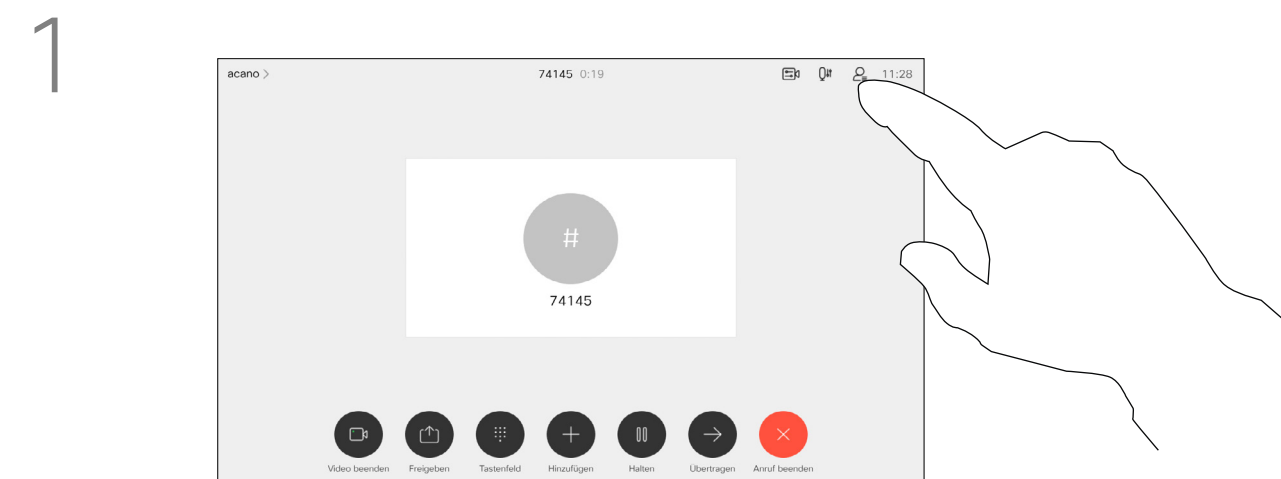 1
acano > 74145 0:19 11:28
#
74145
Video beenden Freigeben Tastenfeld Hinzufügen Halten Übertragen Anruf beenden